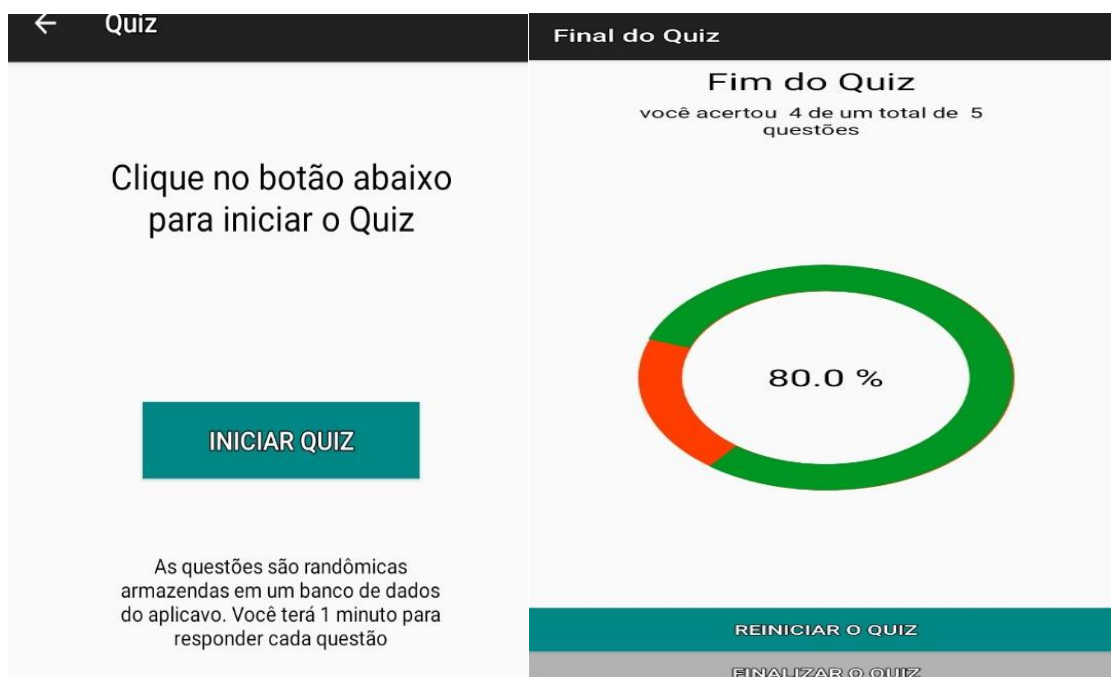 Quiz
Clique no botão abaixo
para iniciar o Quiz
INICIAR QUIZ
As questões são randômicas
armazendas em um banco de dados
do aplicavo. Você terá 1 minuto para
responder cada questão
Final do Quiz
Fim do Quiz
você acertou 4 de um total de 5
questões
80.0 %
REINICIAR O QUIZ
FINALIZAR O QUIZ